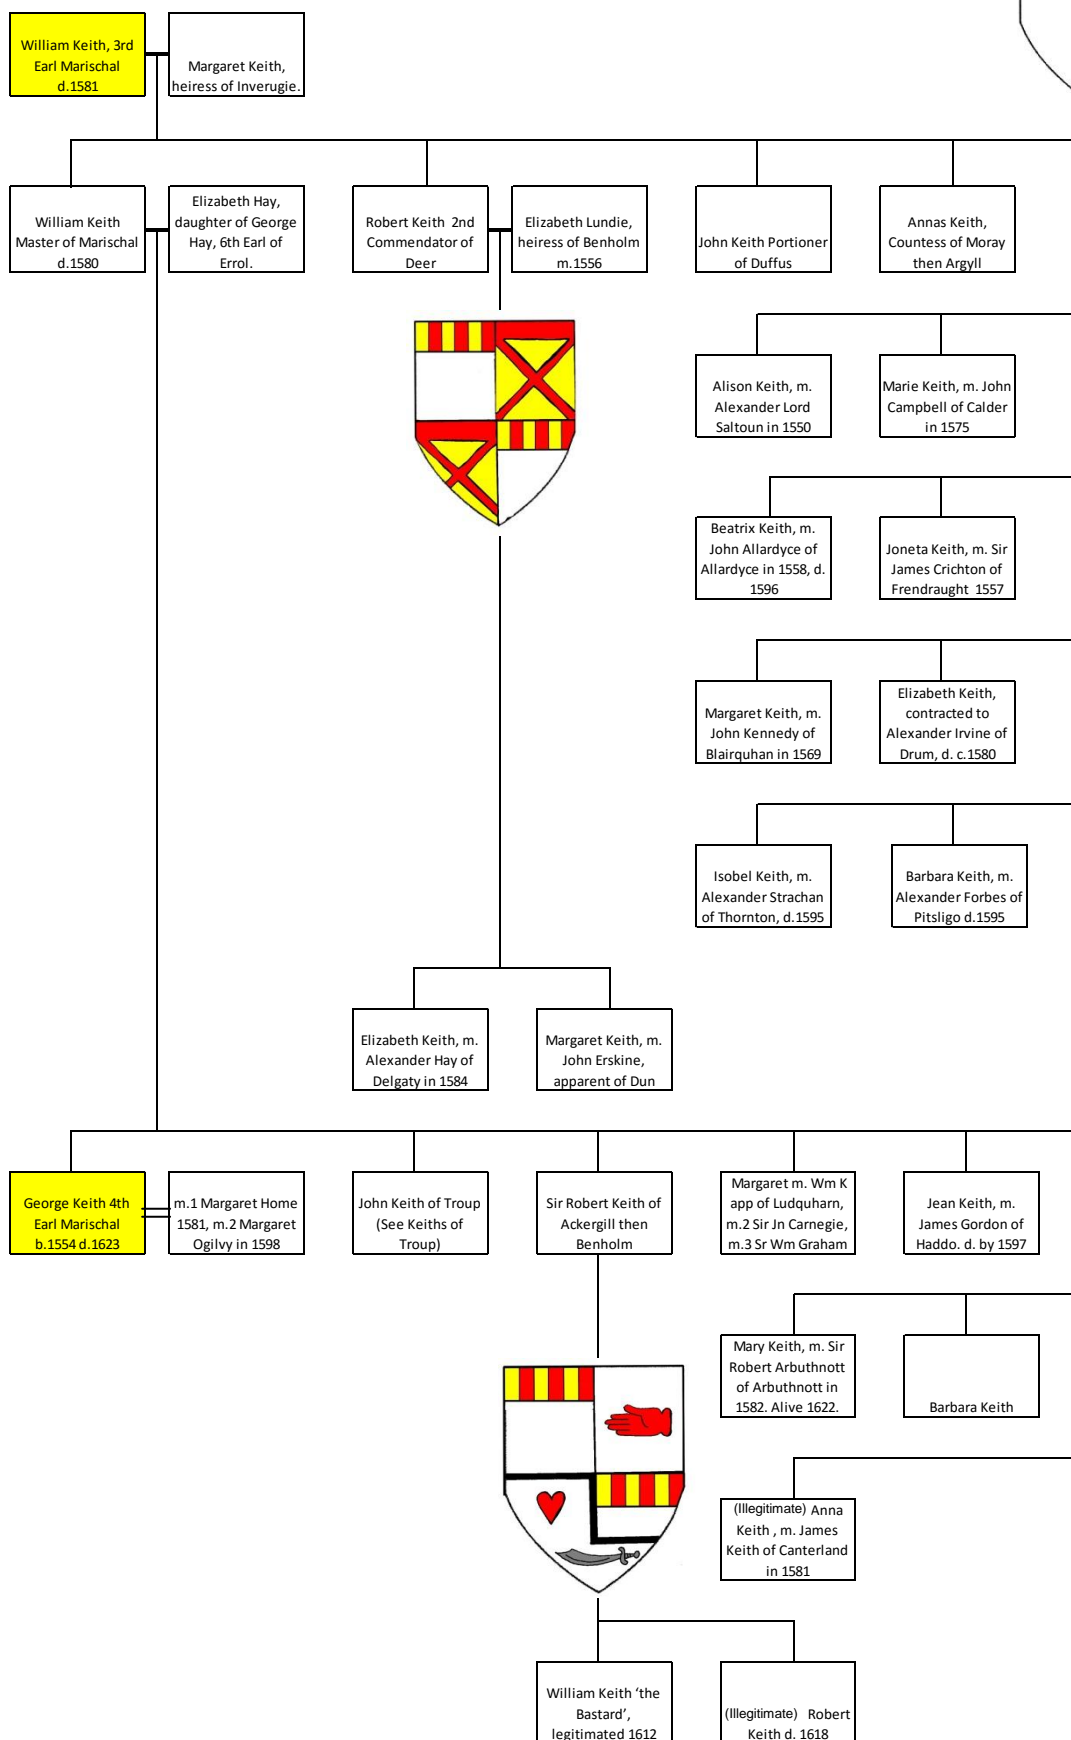 William Keith, 3rd
Earl Marischal
d.1581
Margaret Keith,
heiress of Inverugie.
William Keith
Master of Marischal
d.1580
Elizabeth Hay,
daughter of George
Hay, 6th Earl of
Errol.
Robert Keith 2nd
Commendator of
Deer
Elizabeth Lundie,
heiress of Benholm
m.1556
John Keith Portioner
of Duffus
Annas Keith,
Countess of Moray
then Argyll
Alison Keith, m.
Alexander Lord
Saltoun in 1550
Marie Keith, m. John
Campbell of Calder
in 1575
Beatrix Keith, m.
John Allardyce of
Allardyce in 1558, d.
1596
Joneta Keith, m. Sir
James Crichton of
Frendraught 1557
Margaret Keith, m.
John Kennedy of
Blairquhan in 1569
Elizabeth Keith,
contracted to
Alexander Irvine of
Drum, d. c.1580
Isobel Keith, m.
Alexander Strachan
of Thornton, d.1595
Barbara Keith, m.
Alexander Forbes of
Pitsligo d.1595
Elizabeth Keith, m.
Alexander Hay of
Delgaty in 1584
Margaret Keith, m.
John Erskine,
apparent of Dun
George Keith 4th
Earl Marischal
b.1554 d.1623
m.1 Margaret Home
1581, m.2 Margaret
Ogilvy in 1598
John Keith of Troup
(See Keiths of
Troup)
Sir Robert Keith of
Ackergill then
Benholm
Margaret m. Wm K
app of Ludquharn,
m.2 Sir Jn Carnegie,
m.3 Sr Wm Graham
Jean Keith, m.
James Gordon of
Haddo. d. by 1597
Mary Keith, m. Sir
Robert Arbuthnott
of Arbuthnott in
1582. Alive 1622.
Barbara Keith
(Illegitimate) Anna
Keith , m. James
Keith of Canterland
in 1581
William Keith ‘the
Bastard’,
legitimated 1612
(Illegitimate) Robert
Keith d. 1618